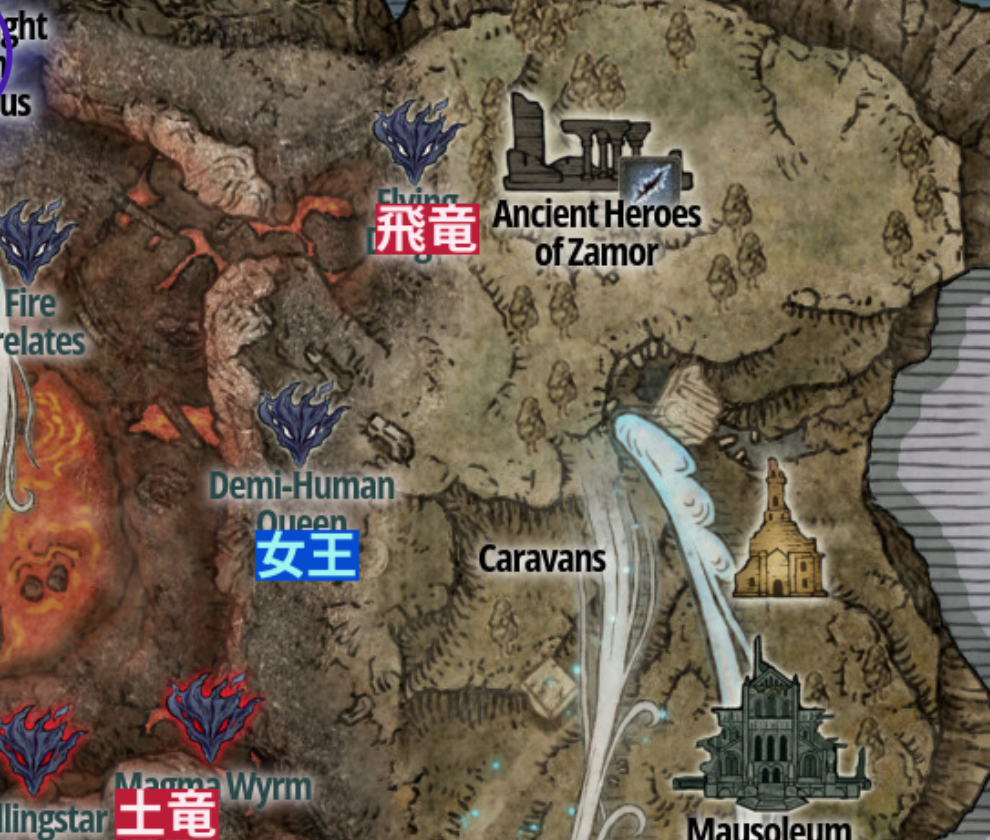 ght
us
Flying
飛竜
Ancient Heroes
of Zamor
Fire
relates
Demi-Human
Queen
女王
Caravans
Magma Wyrm
土竜
llingstar
Mausoleum